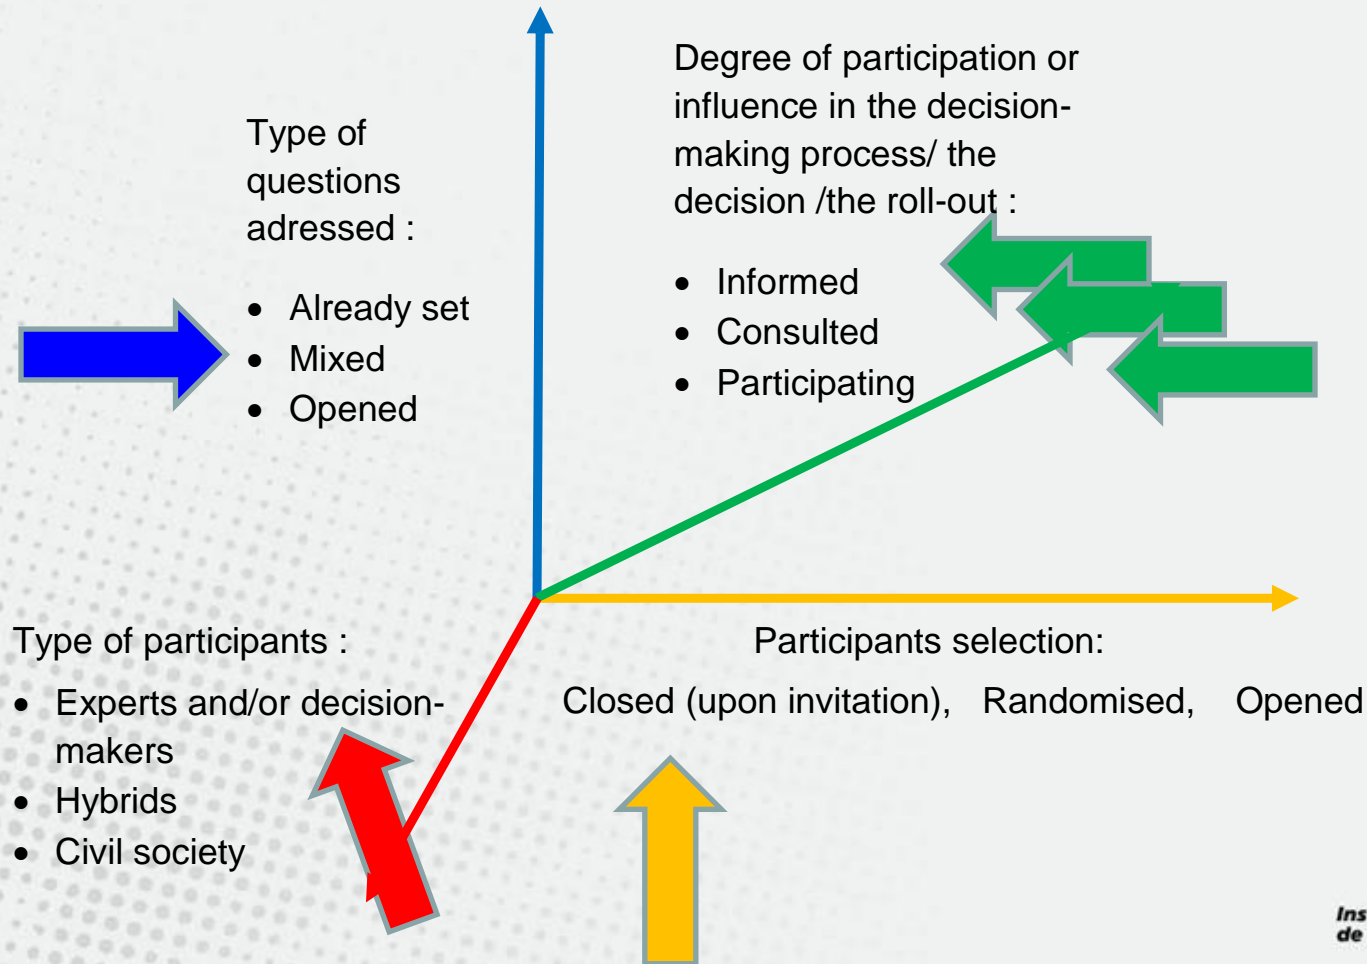 Type of
questions
adressed :
• Already set
• Mixed
• Opened
Degree of participation or
influence in the decision-
making process/ the
decision /the roll-out :
• Informed
• Consulted
• Participating
Type of participants :
• Experts and/or decision-
makers
• Hybrids
• Civil society
Participants selection:
Closed (upon invitation), Randomised, Opened
Ins
de